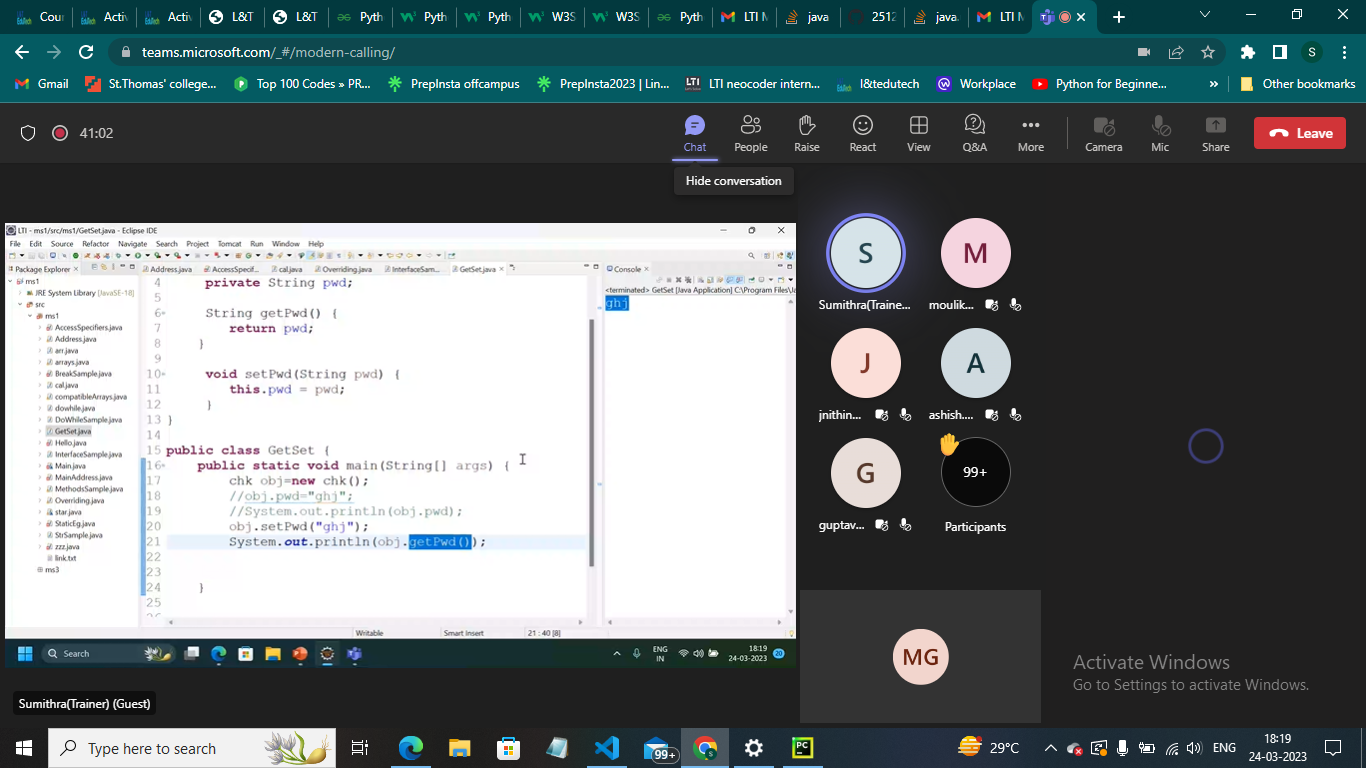 Cour
Activ
Activ
L&T
L&T
Pyth
Pyth
Pyth
W3S
W3S
Pyth
LTI M
java
2512
java.
LTI M
teams.microsoft.com/_#/modern-calling/
S
Gmail
St.Thomas' college...
Top 100 Codes » PR...
PrepInsta offcampus
PrepInsta2023 | Lin...
LTI neocoder intern...
l&tedutech
Workplace
Python for Beginne...
»
Other bookmarks
41:02
Chat
People
Raise
React
View
Q&A
More
Camera
Mic
Share
Leave
Hide conversation
LTI - ms1/src/ms1/GetSet.java - Eclipse IDE
File Edit Source Refactor Navigate Search Project Tomcat Run Window Help
Package Explorer
Address.java
AccessSpecif...
cal.java
Overriding.java
InterfaceSam...
GetSet.java
Console
<terminated> GetSet [Java Application] C:\Program Files\Ja
ghj
ms1
JRE System Library [JavaSE-18]
src
ms1
AccessSpecifiers.java
Address.java
arr.java
arrays.java
BreakSample.java
cal.java
compatibleArrays.java
dowhile.java
DoWhileSample.java
GetSet.java
Hello.java
InterfaceSample.java
Main.java
MainAddress.java
MethodsSample.java
Overriding.java
star.java
StaticEg.java
StrSample.java
zzz.java
link.txt
ms3
4 private String pwd;
5
6 String getPwd() {
7 return pwd;
8 }
9
10 void setPwd(String pwd) {
11 this.pwd = pwd;
12 }
13 }
14
15 public class GetSet {
16 public static void main(String[] args) {
17 chk obj=new chk();
18 //obj.pwd="ghj";
19 //System.out.println(obj.pwd);
20 obj.setPwd("ghj");
21 System.out.println(obj.getPwd());
22
23
24 }
25
Writable
Smart Insert
21 : 40 [8]
Search
ENG
IN
18:19
24-03-2023
20
Sumithra(Trainer) (Guest)
S
Sumithra(Traine...
M
moulik...
J
jnithin...
A
ashish....
G
guptav...
99+
Participants
MG
Activate Windows
Go to Settings to activate Windows.
Type here to search
99+
PC
29°C
ENG
18:19
24-03-2023